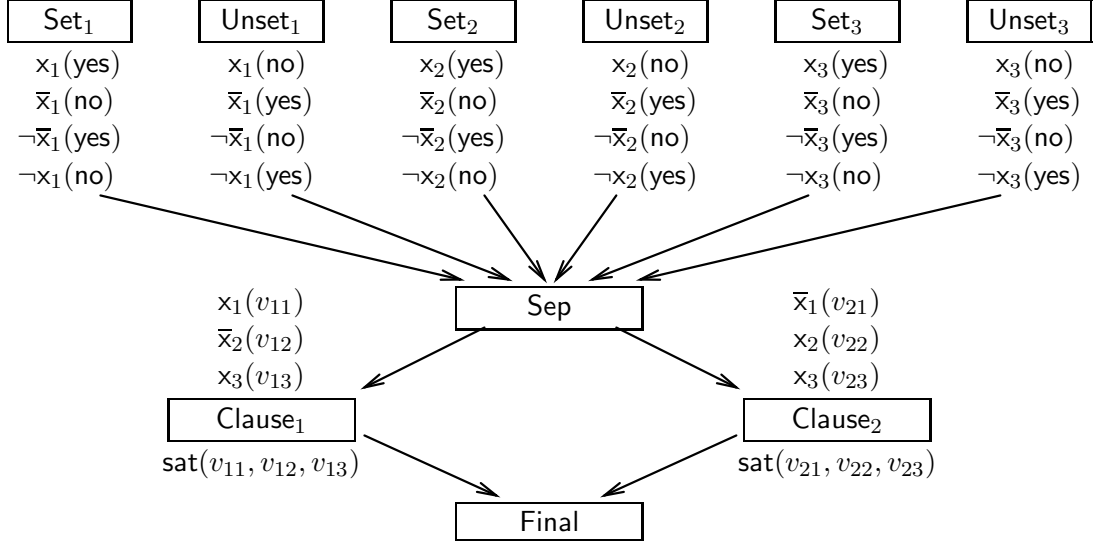 Set₁ Unset₁ Set₂ Unset₂ Set₃ Unset₃
x₁(yes) x₁(no) x₂(yes) x₂(no) x₃(yes) x₃(no)
x̅₁(no) x̅₁(yes) x̅₂(no) x̅₂(yes) x̅₃(no) x̅₃(yes)
¬x̅₁(yes) ¬x̅₁(no) ¬x̅₂(yes) ¬x̅₂(no) ¬x̅₃(yes) ¬x̅₃(no)
¬x₁(no) ¬x₁(yes) ¬x₂(no) ¬x₂(yes) ¬x₃(no) ¬x₃(yes)
x₁(v₁₁) Sep x̅₁(v₂₁)
x̅₂(v₁₂) x₂(v₂₂)
x₃(v₁₃) x₃(v₂₃)
Clause₁ Clause₂
sat(v₁₁, v₁₂, v₁₃) sat(v₂₁, v₂₂, v₂₃)
Final